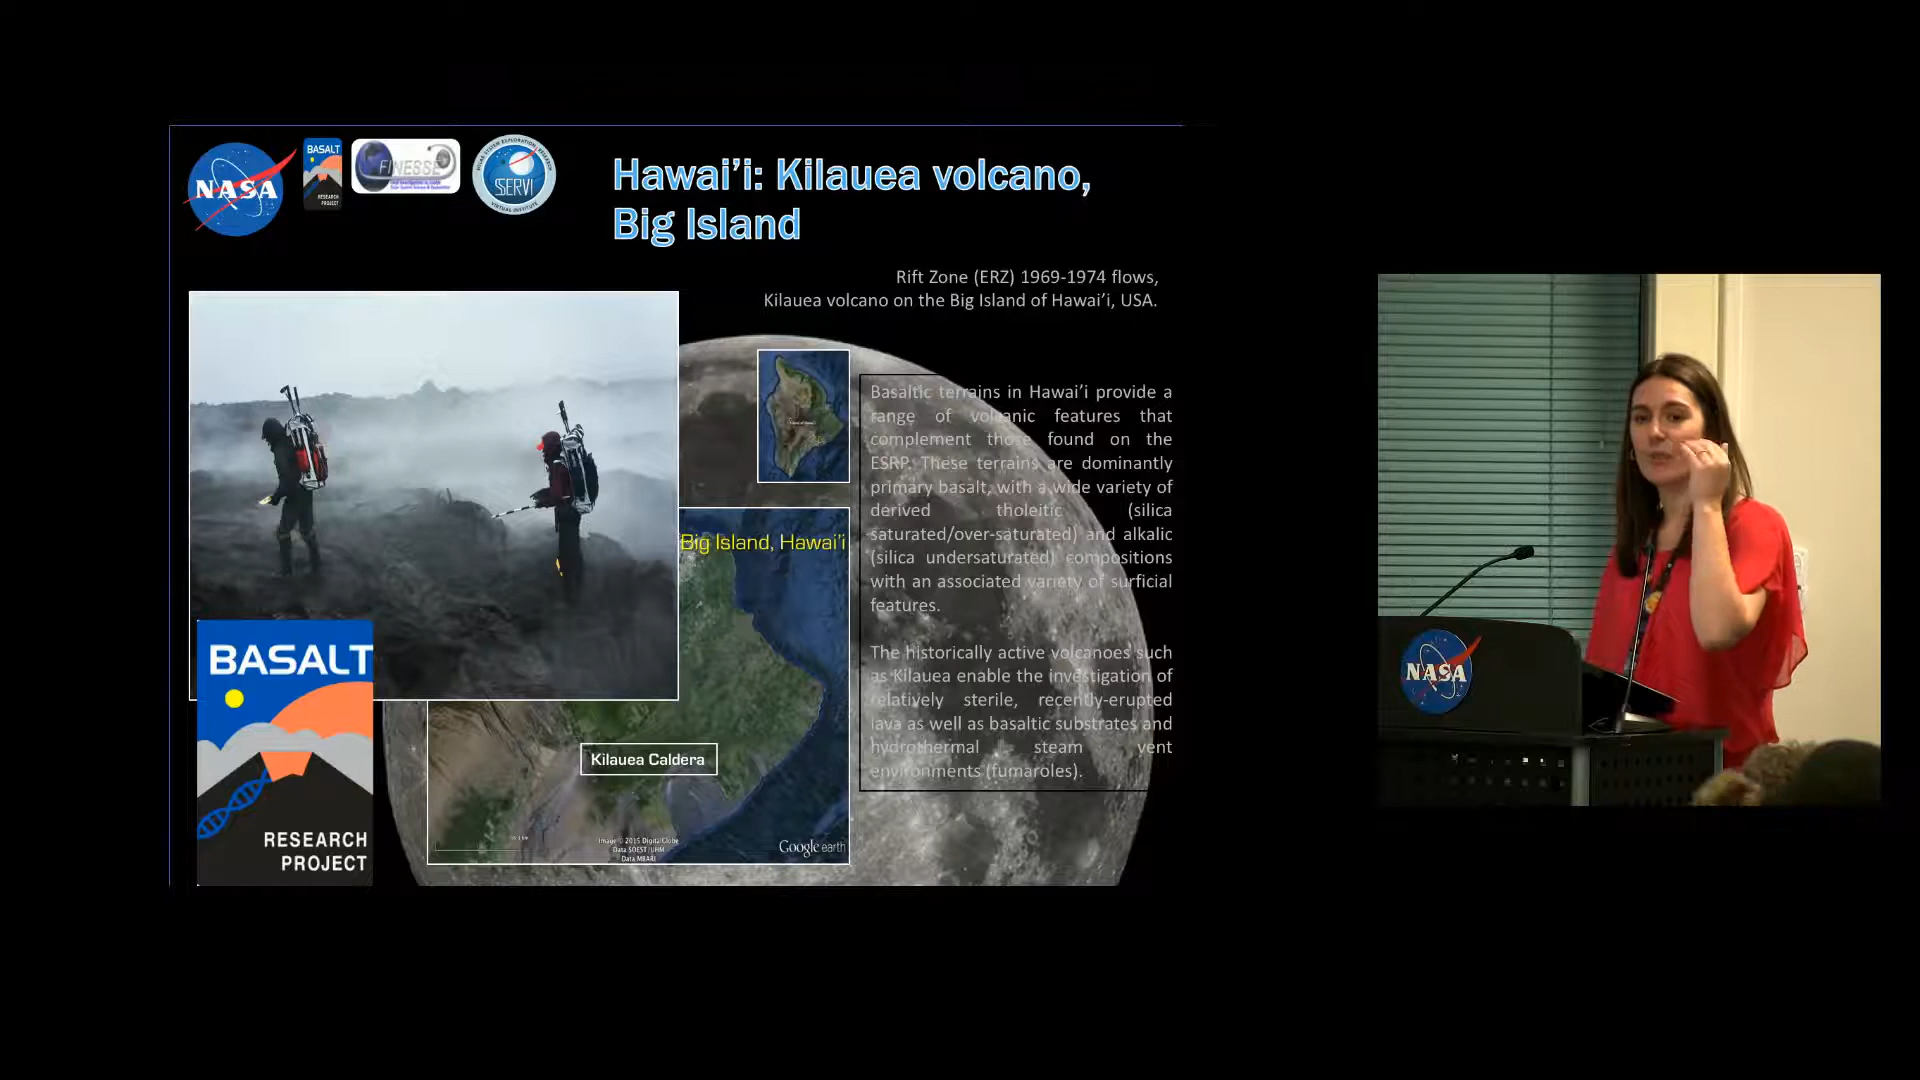 NASA
BASALT
RESEARCH
PROJECT
FINESSE
SSERVI
VIRTUAL INSTITUTE
Hawai’i: Kilauea volcano,
Big Island
Rift Zone (ERZ) 1969-1974 flows,
Kilauea volcano on the Big Island of Hawai’i, USA.
Basaltic terrains in Hawai’i provide a
range of volcanic features that
complement those found on the
ESRP. These terrains are dominantly
primary basalt, with a wide variety of
derived tholeitic (silica
saturated/over-saturated) and alkalic
(silica undersaturated) compositions
with an associated variety of surficial
features.
The historically active volcanoes such
as Kilauea enable the investigation of
relatively sterile, recently-erupted
lava as well as basaltic substrates and
hydrothermal steam vent
environments (fumaroles).
Big Island, Hawai'i
Kilauea Caldera
Image © 2015 DigitalGlobe
Data SOEST/UHM
Data MBARI
Google earth
BASALT
RESEARCH
PROJECT
NASA